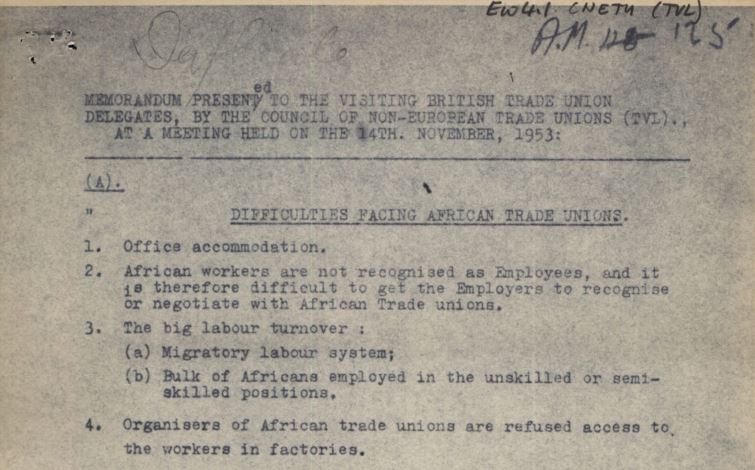 EW4.1 CNETU (TVL)
A.M. 125
MEMORANDUM PRESENTed TO THE VISITING BRITISH TRADE UNION
DELEGATES, BY THE COUNCIL OF NON-EUROPEAN TRADE UNIONS (TVL).,
AT A MEETING HELD ON THE 14TH. NOVEMBER, 1953:
(A).
" DIFFICULTIES FACING AFRICAN TRADE UNIONS.
1. Office accommodation.
2. African workers are not recognised as Employees, and it
is therefore difficult to get the Employers to recognise
or negotiate with African Trade unions.
3. The big labour turnover :
(a) Migratory labour system;
(b) Bulk of Africans employed in the unskilled or semi-
skilled positions.
4. Organisers of African trade unions are refused access to
the workers in factories.